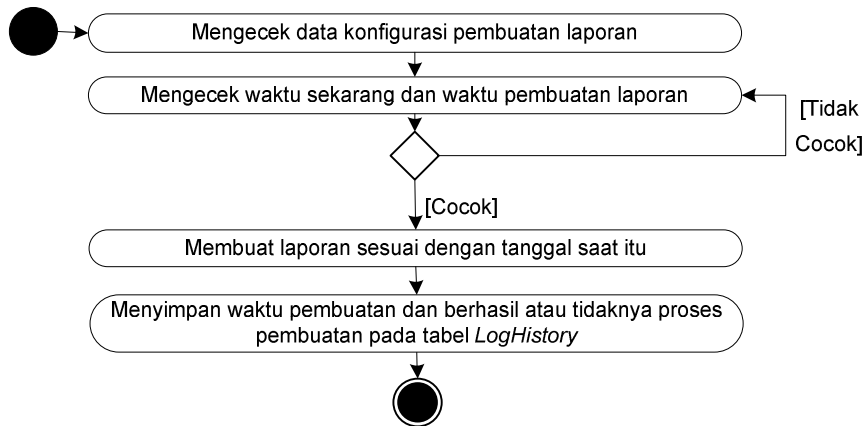 Mengecek data konfigurasi pembuatan laporan
Mengecek waktu sekarang dan waktu pembuatan laporan
[Tidak
Cocok]
[Cocok]
Membuat laporan sesuai dengan tanggal saat itu
Menyimpan waktu pembuatan dan berhasil atau tidaknya proses
pembuatan pada tabel LogHistory